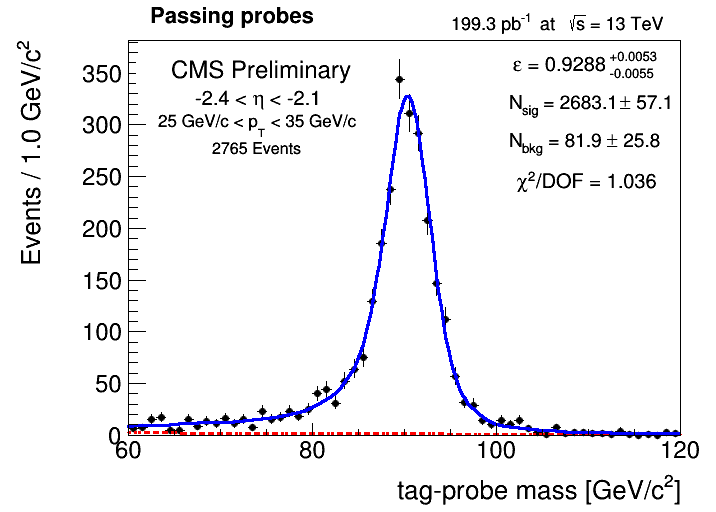 Passing probes
199.3 pb⁻¹ at √s = 13 TeV
CMS Preliminary
-2.4 < η < -2.1
25 GeV/c < p_T < 35 GeV/c
2765 Events
ε = 0.9288 +0.0053 -0.0055
N_sig = 2683.1 ± 57.1
N_bkg = 81.9 ± 25.8
χ²/DOF = 1.036
Events / 1.0 GeV/c²
350
300
250
200
150
100
50
0
60 80 100 120
tag-probe mass [GeV/c²]